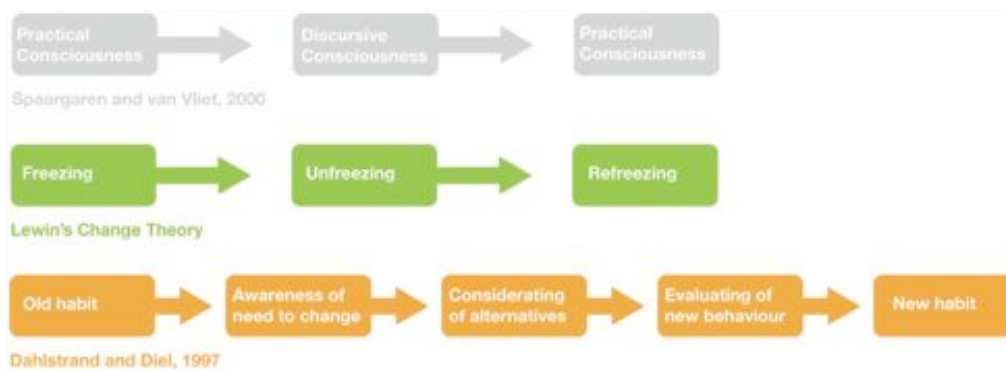 Practical Consciousness
Discursive Consciousness
Practical Consciousness
Spaargaren and van Vliet, 2000
Freezing
Unfreezing
Refreezing
Lewin's Change Theory
Old habit
Awareness of need to change
Considerating of alternatives
Evaluating of new behaviour
New habit
Dahlstrand and Diel, 1997